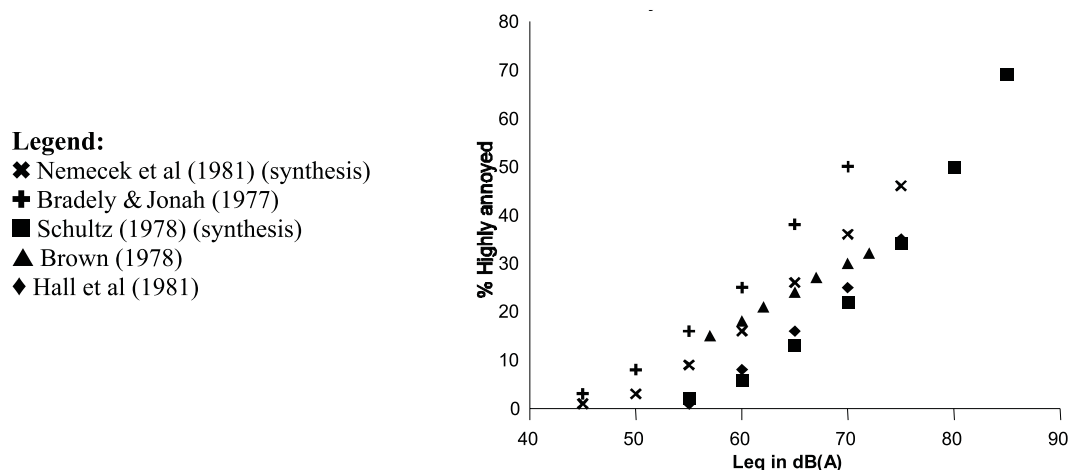 Legend:
Nemecek et al (1981) (synthesis)
Bradely & Jonah (1977)
Schultz (1978) (synthesis)
Brown (1978)
Hall et al (1981)
% Highly annoyed
80
70
60
50
40
30
20
10
0
40 50 60 70 80 90
Leq in dB(A)